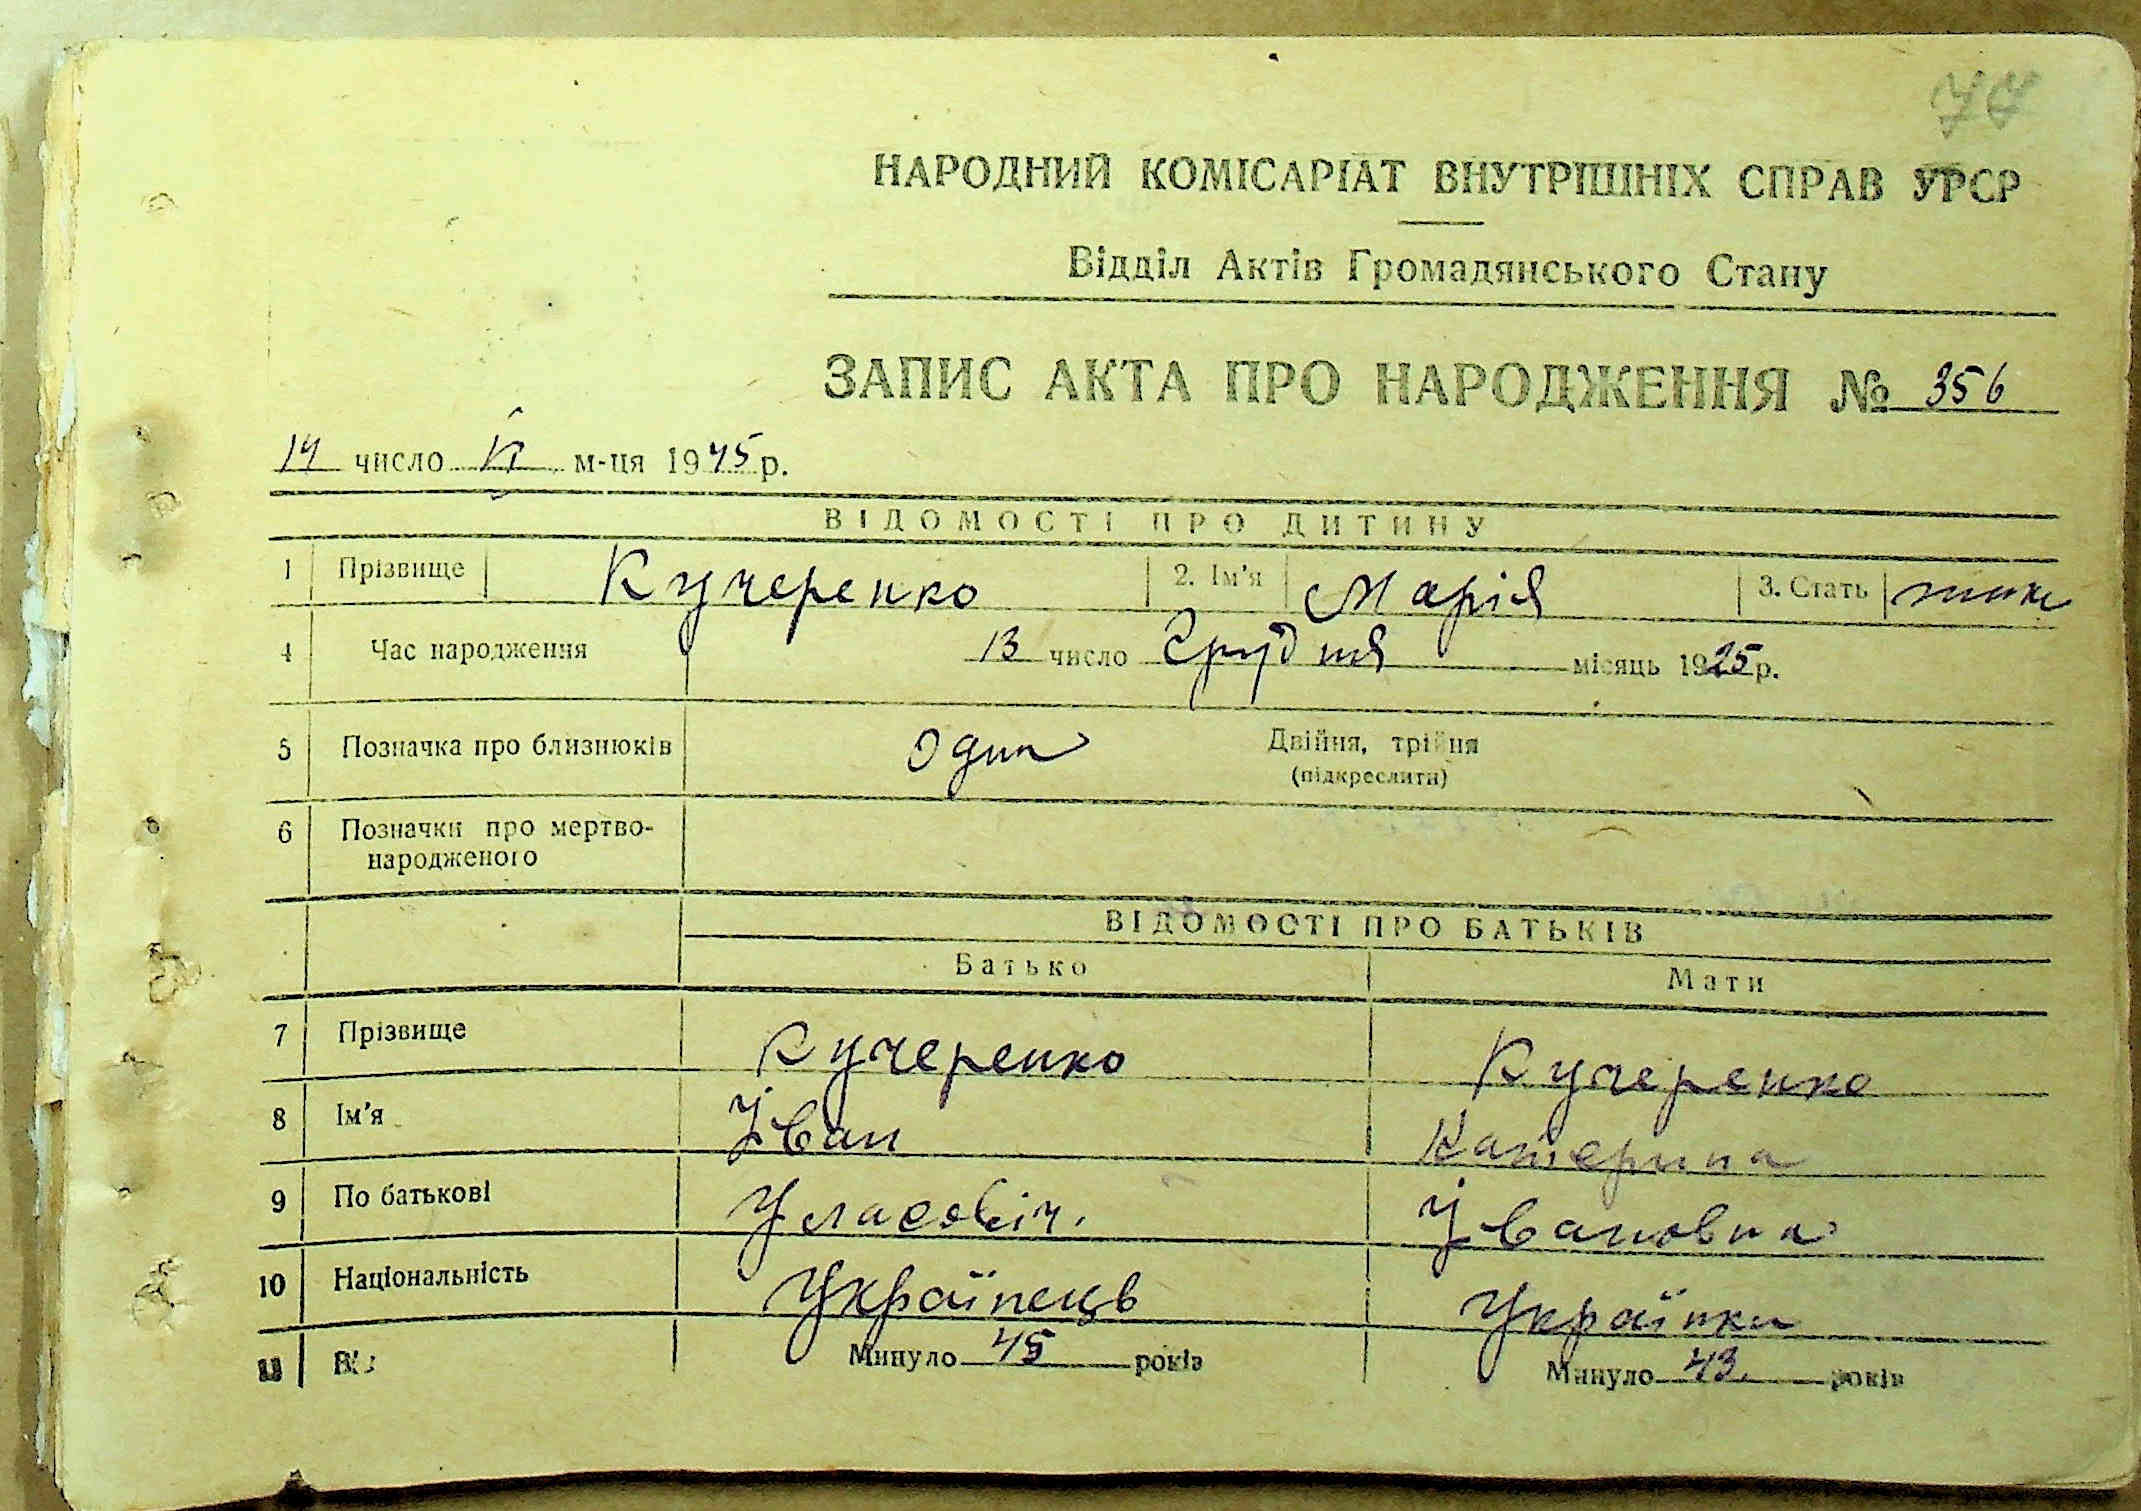 77
НАРОДНИЙ КОМІСАРІАТ ВНУТРІШНІХ СПРАВ УРСР
Відділ Актів Громадянського Стану
ЗАПИС АКТА ПРО НАРОДЖЕННЯ № 356
14 число VI м-ця 1945 р.
ВІДОМОСТІ ПРО ДИТИНУ
1 Прізвище Кучеренко 2. Ім'я Марія 3. Стать
4 Час народження 13 число Грудня місяць 1925 р.
5 Позначка про близнюків один Двійня, трійня
(підкреслити)
6 Позначки про мертво-
народженого
ВІДОМОСТІ ПРО БАТЬКІВ
Батько Мати
7 Прізвище Кучеренко Кучеренко
8 Ім'я Іван Катерина
9 По батькові Уласовіч. Івановна
10 Національність Українець Українка
11 Вік Минуло 45 років Минуло 43. років